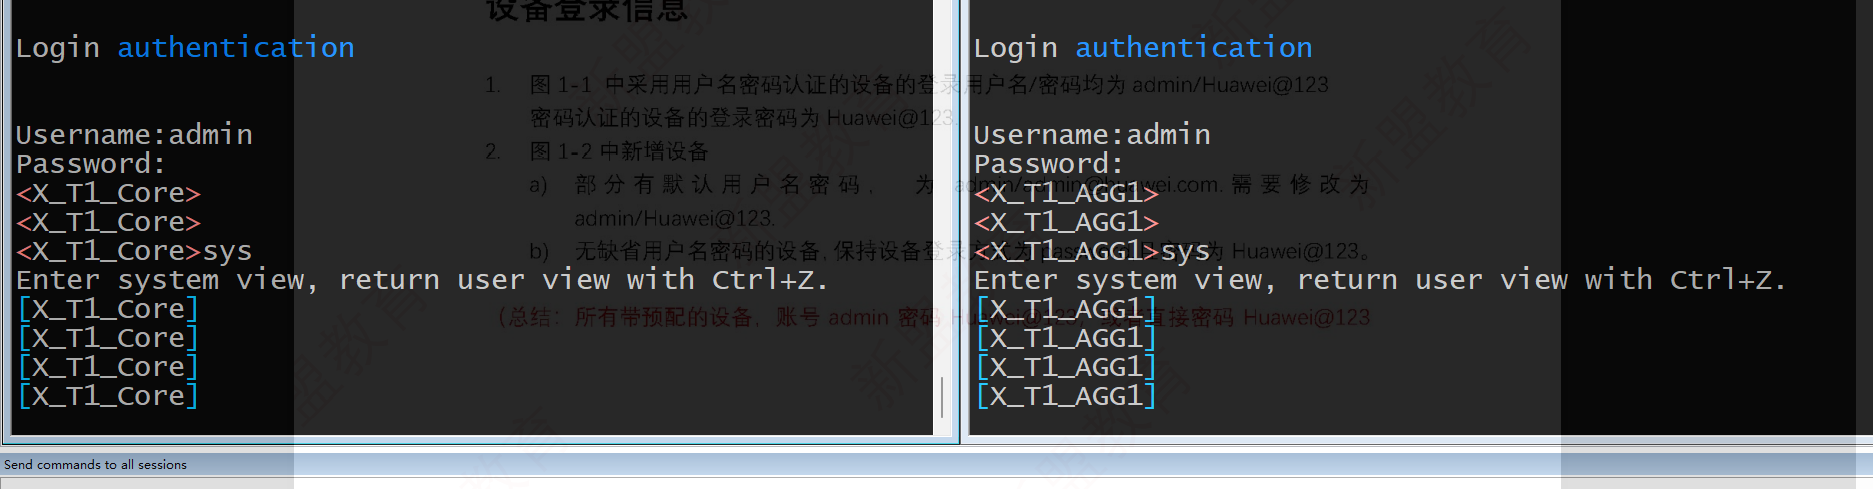 设备登录信息
Login authentication
Username:admin
Password:
<X_T1_Core>
<X_T1_Core>
<X_T1_Core>sys
Enter system view, return user view with Ctrl+Z.
[X_T1_Core]
[X_T1_Core]
[X_T1_Core]
[X_T1_Core]
Login authentication
Username:admin
Password:
<X_T1_AGG1>
<X_T1_AGG1>
<X_T1_AGG1>sys
Enter system view, return user view with Ctrl+Z.
[X_T1_AGG1]
[X_T1_AGG1]
[X_T1_AGG1]
[X_T1_AGG1]
1. 图 1-1 中采用用户名密码认证的设备的登录用户名/密码均为 admin/Huawei@123
密码认证的设备的登录密码为 Huawei@123.
2. 图 1-2 中新增设备
a) 部分有默认用户名密码， 为 admin/admin@huawei.com. 需要修改为
admin/Huawei@123.
b) 无缺省用户名密码的设备, 保持设备登录方式为 密码为 Huawei@123。
（总结：所有带预配的设备，账号 admin 密码 Huawei@123，或者直接密码 Huawei@123
Send commands to all sessions
新盟教育